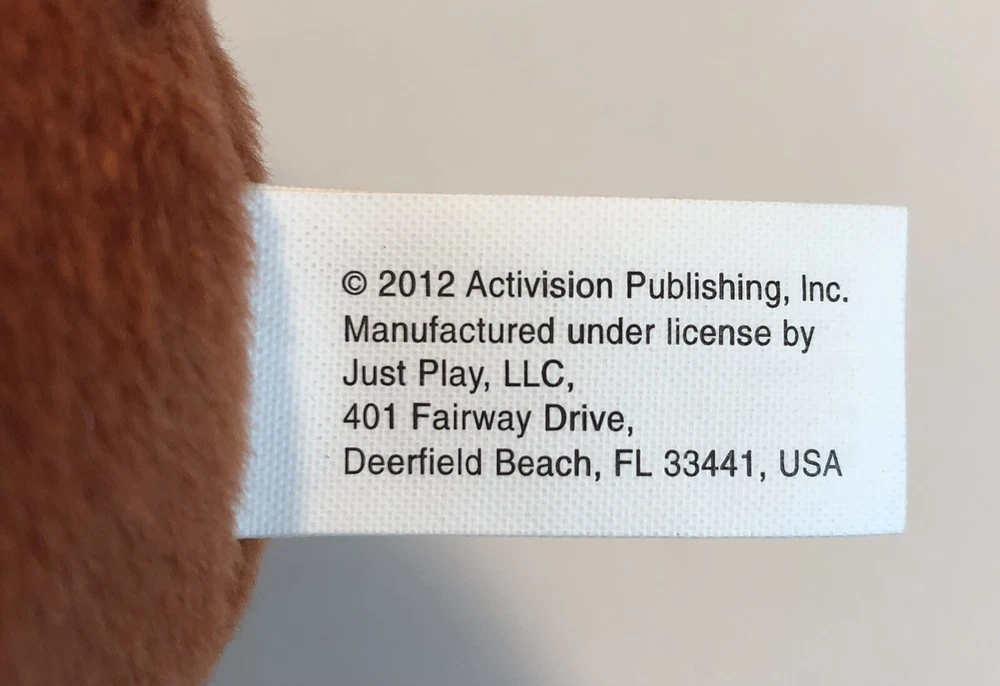 © 2012 Activision Publishing, Inc.
Manufactured under license by
Just Play, LLC,
401 Fairway Drive,
Deerfield Beach, FL 33441, USA